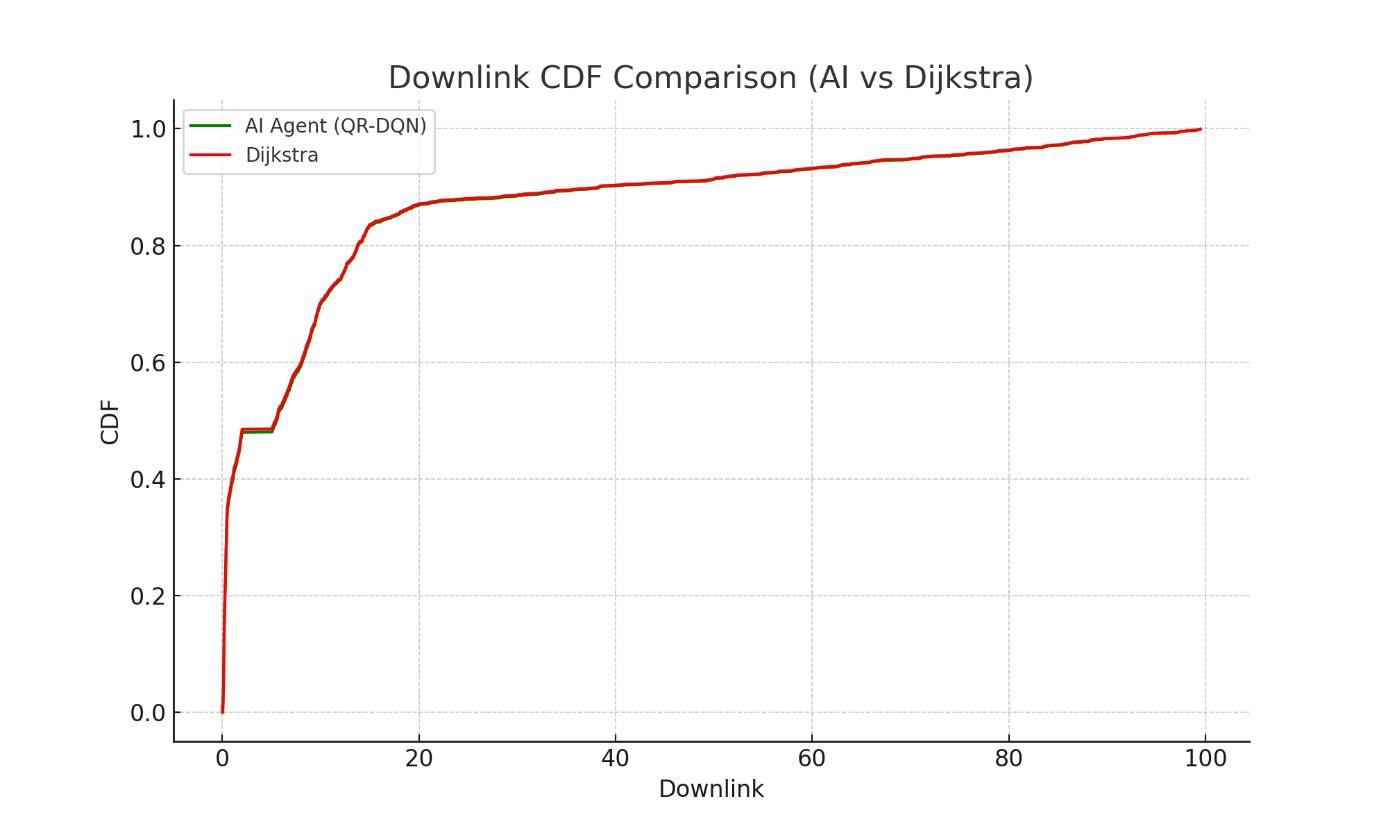 Downlink CDF Comparison (AI vs Dijkstra)
AI Agent (QR-DQN)
Dijkstra
1.0
0.8
0.6
0.4
0.2
0.0
CDF
0 20 40 60 80 100
Downlink